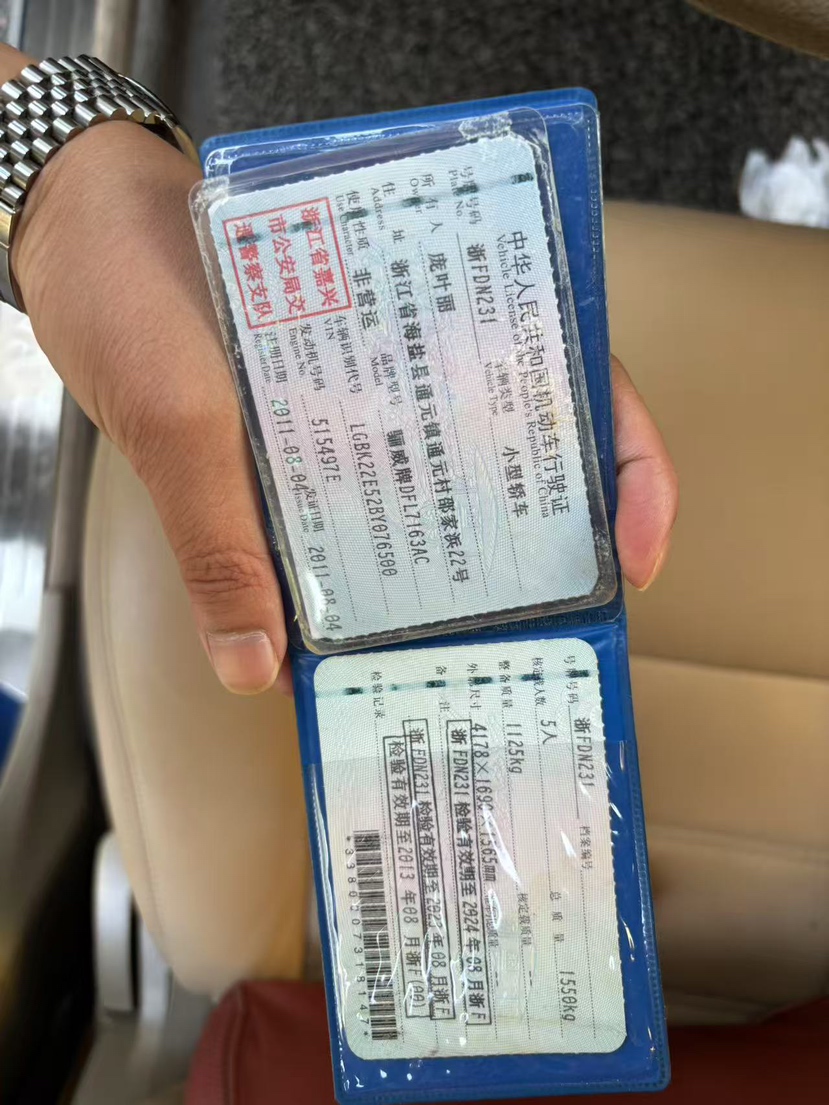 中华人民共和国机动车行驶证
Vehicle License of the People's Republic of China
号牌号码 浙FDN231 车辆类型 小型轿车
Plate No. Vehicle Type
所有人 庞叶丽
Owner
住址 浙江省海盐县通元镇通元村邵家浜22号
Address
使用性质 非营运 品牌型号 骊威牌DFL7163AC
Use Character Model
浙江省嘉兴
市公安局交
通警察支队
车辆识别代号 LGBK22E52BY076500
VIN
发动机号码 515497E
Engine No.
注册日期 2011-08-04 发证日期 2011-08-04
Register Date Issue Date
号牌号码 浙FDN231 档案编号
核定载人数 5人 总质量 1550kg
整备质量 1125kg 核定载质量 --
外廓尺寸 4178×1690×1565mm
备注 浙FDN231 检验有效期至 2024年08月浙F
浙FDN231 检验有效期至 2022年08月浙F
检验记录 检验有效期至2013年08月浙F(00)